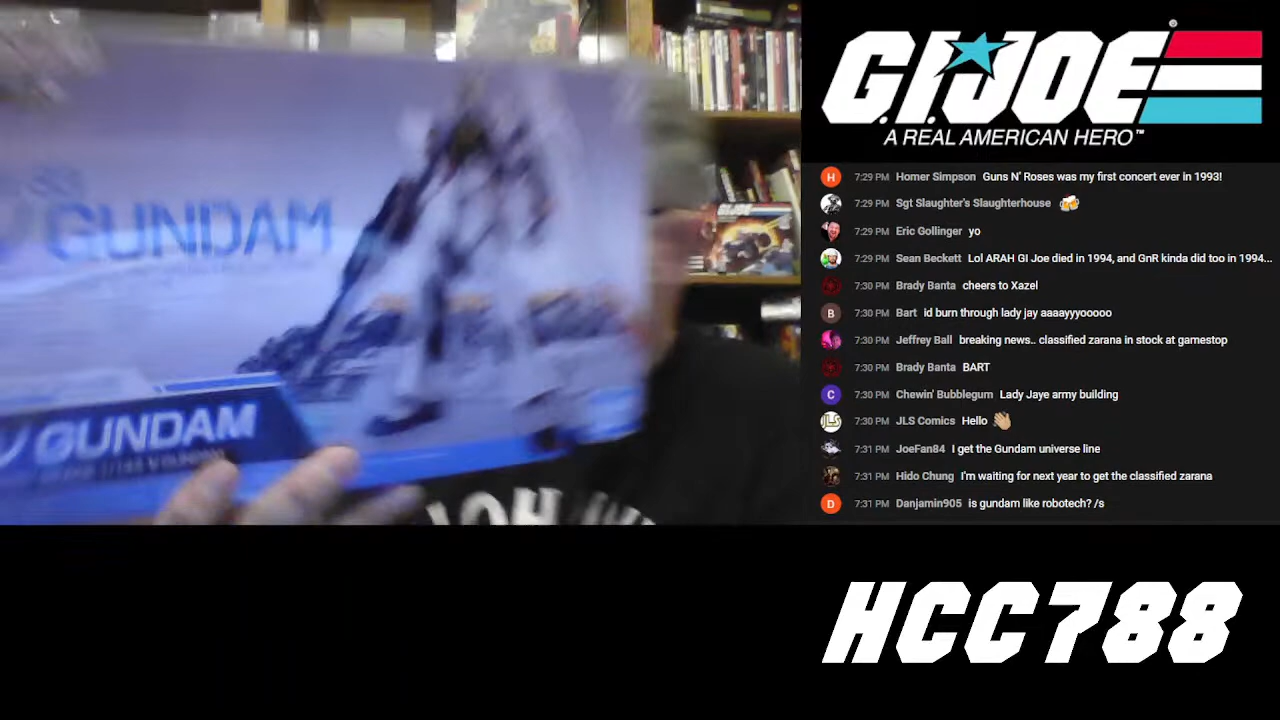 GUNDAM
V GUNDAM
G.I. JOE
A REAL AMERICAN HERO™
H 7:29 PM Homer Simpson Guns N' Roses was my first concert ever in 1993!
7:29 PM Sgt Slaughter's Slaughterhouse 🍻
7:29 PM Eric Gollinger yo
7:29 PM Sean Beckett Lol ARAH GI Joe died in 1994, and GnR kinda did too in 1994...
7:30 PM Brady Banta cheers to Xazel
B 7:30 PM Bart id burn through lady jay aaaayyyooooo
7:30 PM Jeffrey Ball breaking news.. classified zarana in stock at gamestop
7:30 PM Brady Banta BART
C 7:30 PM Chewin' Bubblegum Lady Jaye army building
JLS 7:30 PM JLS Comics Hello 👋🏼
7:31 PM JoeFan84 I get the Gundam universe line
7:31 PM Hido Chung I'm waiting for next year to get the classified zarana
D 7:31 PM Danjamin905 is gundam like robotech? /s
GI JOE
HCC788